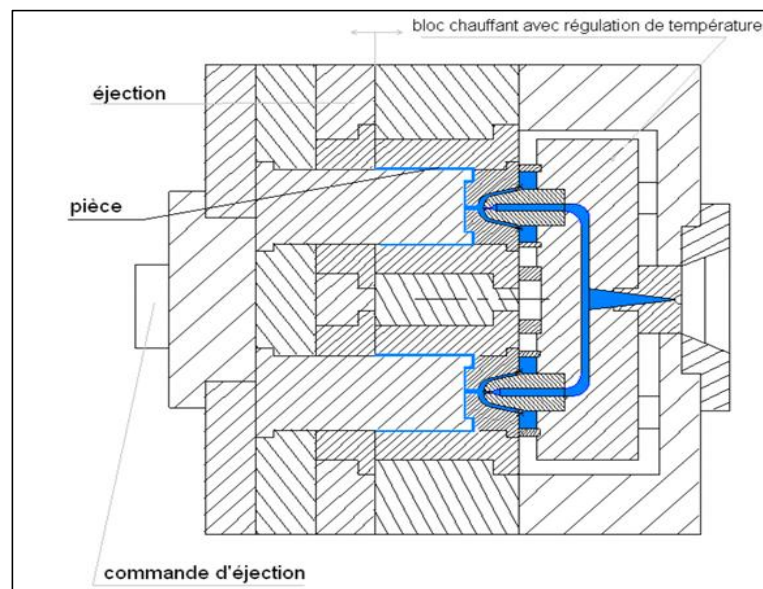 bloc chauffant avec régulation de température
éjection
pièce
commande d'éjection